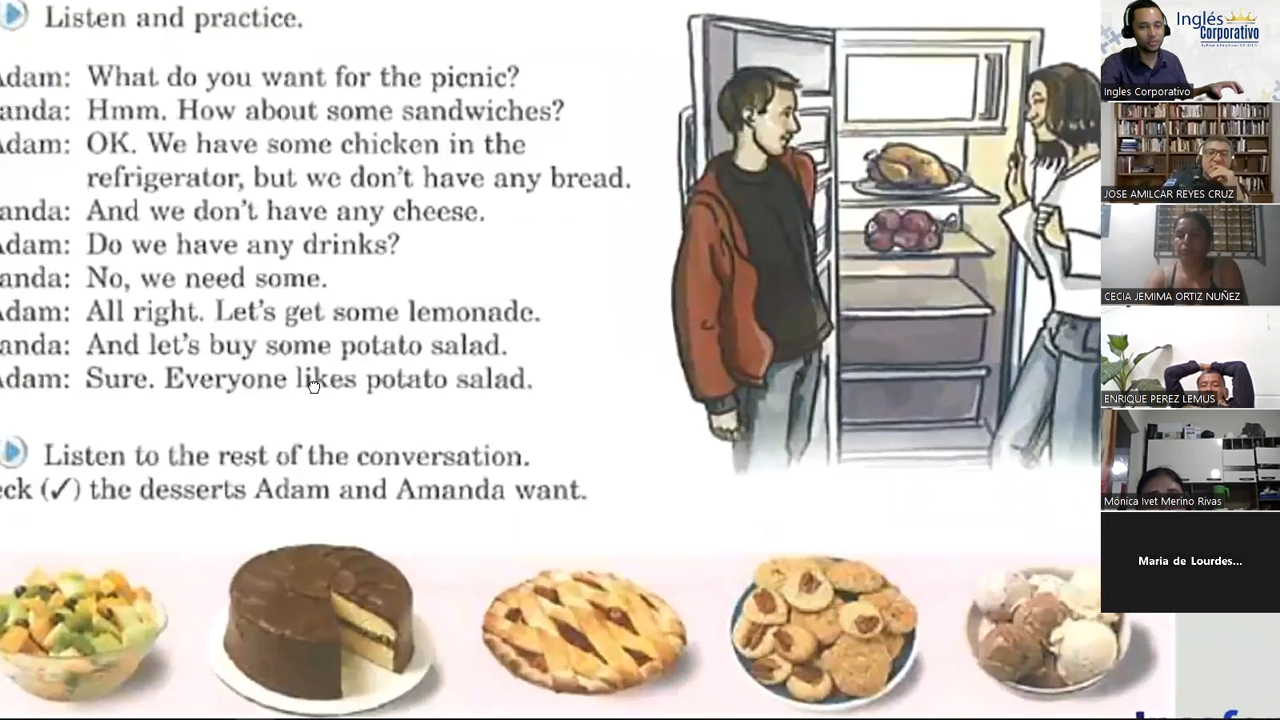 Listen and practice.
Adam: What do you want for the picnic?
anda: Hmm. How about some sandwiches?
Adam: OK. We have some chicken in the
refrigerator, but we don't have any bread.
anda: And we don't have any cheese.
Adam: Do we have any drinks?
anda: No, we need some.
Adam: All right. Let's get some lemonade.
anda: And let's buy some potato salad.
Adam: Sure. Everyone likes potato salad.
Listen to the rest of the conversation.
eck (✓) the desserts Adam and Amanda want.
Inglés
Corporativo
Ingles Corporativo
JOSE AMILCAR REYES CRUZ
CECIA JEMIMA ORTIZ NUÑEZ
ENRIQUE PEREZ LEMUS
Mónica Ivet Merino Rivas
Maria de Lourdes...